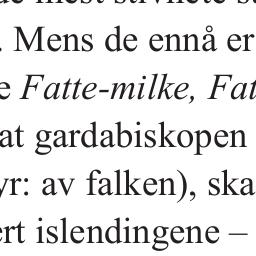 . Mens de ennå er
Fatte-milke, Fat
at gardabiskopen
yr: av falken), ska
ert islendingene –